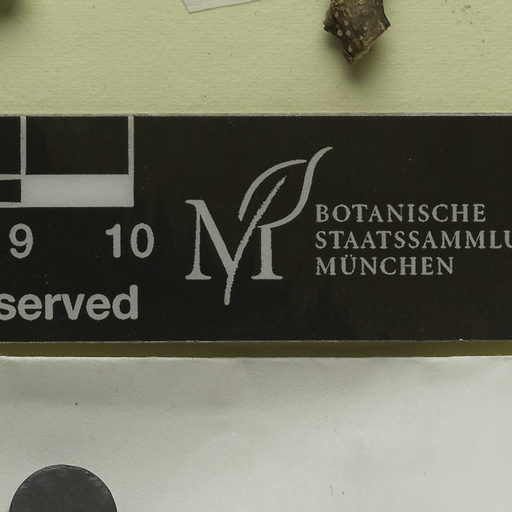 9 10
served
M
BOTANISCHE
STAATSSAMMLU
MÜNCHEN